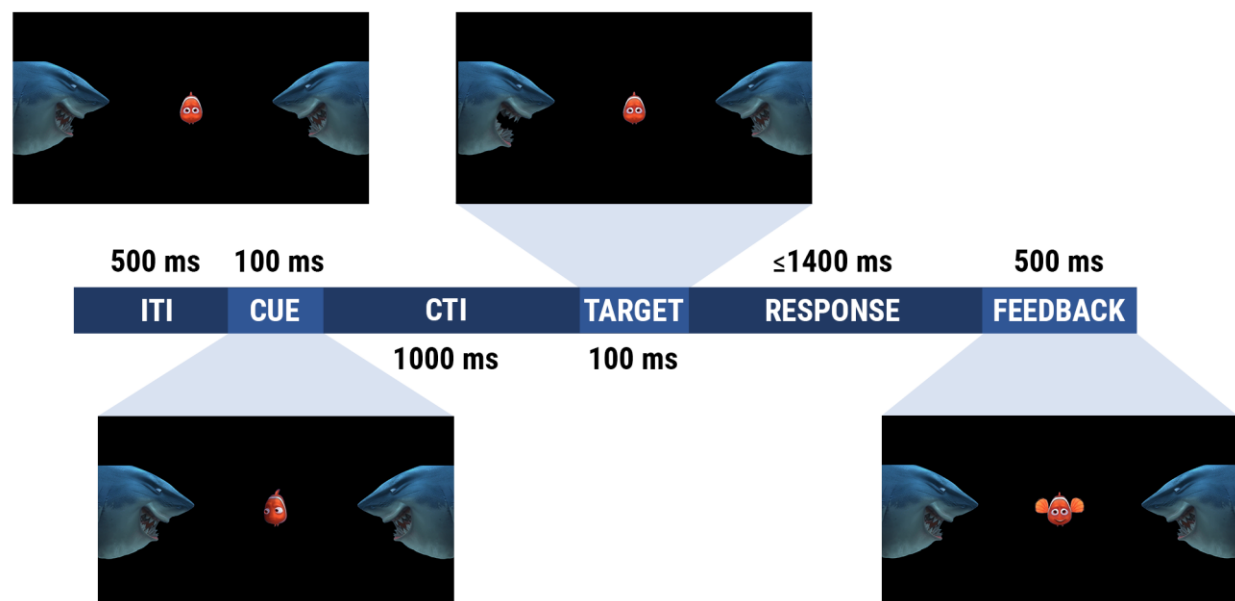 500 ms 100 ms ≤1400 ms 500 ms
ITI CUE CTI TARGET RESPONSE FEEDBACK
1000 ms 100 ms